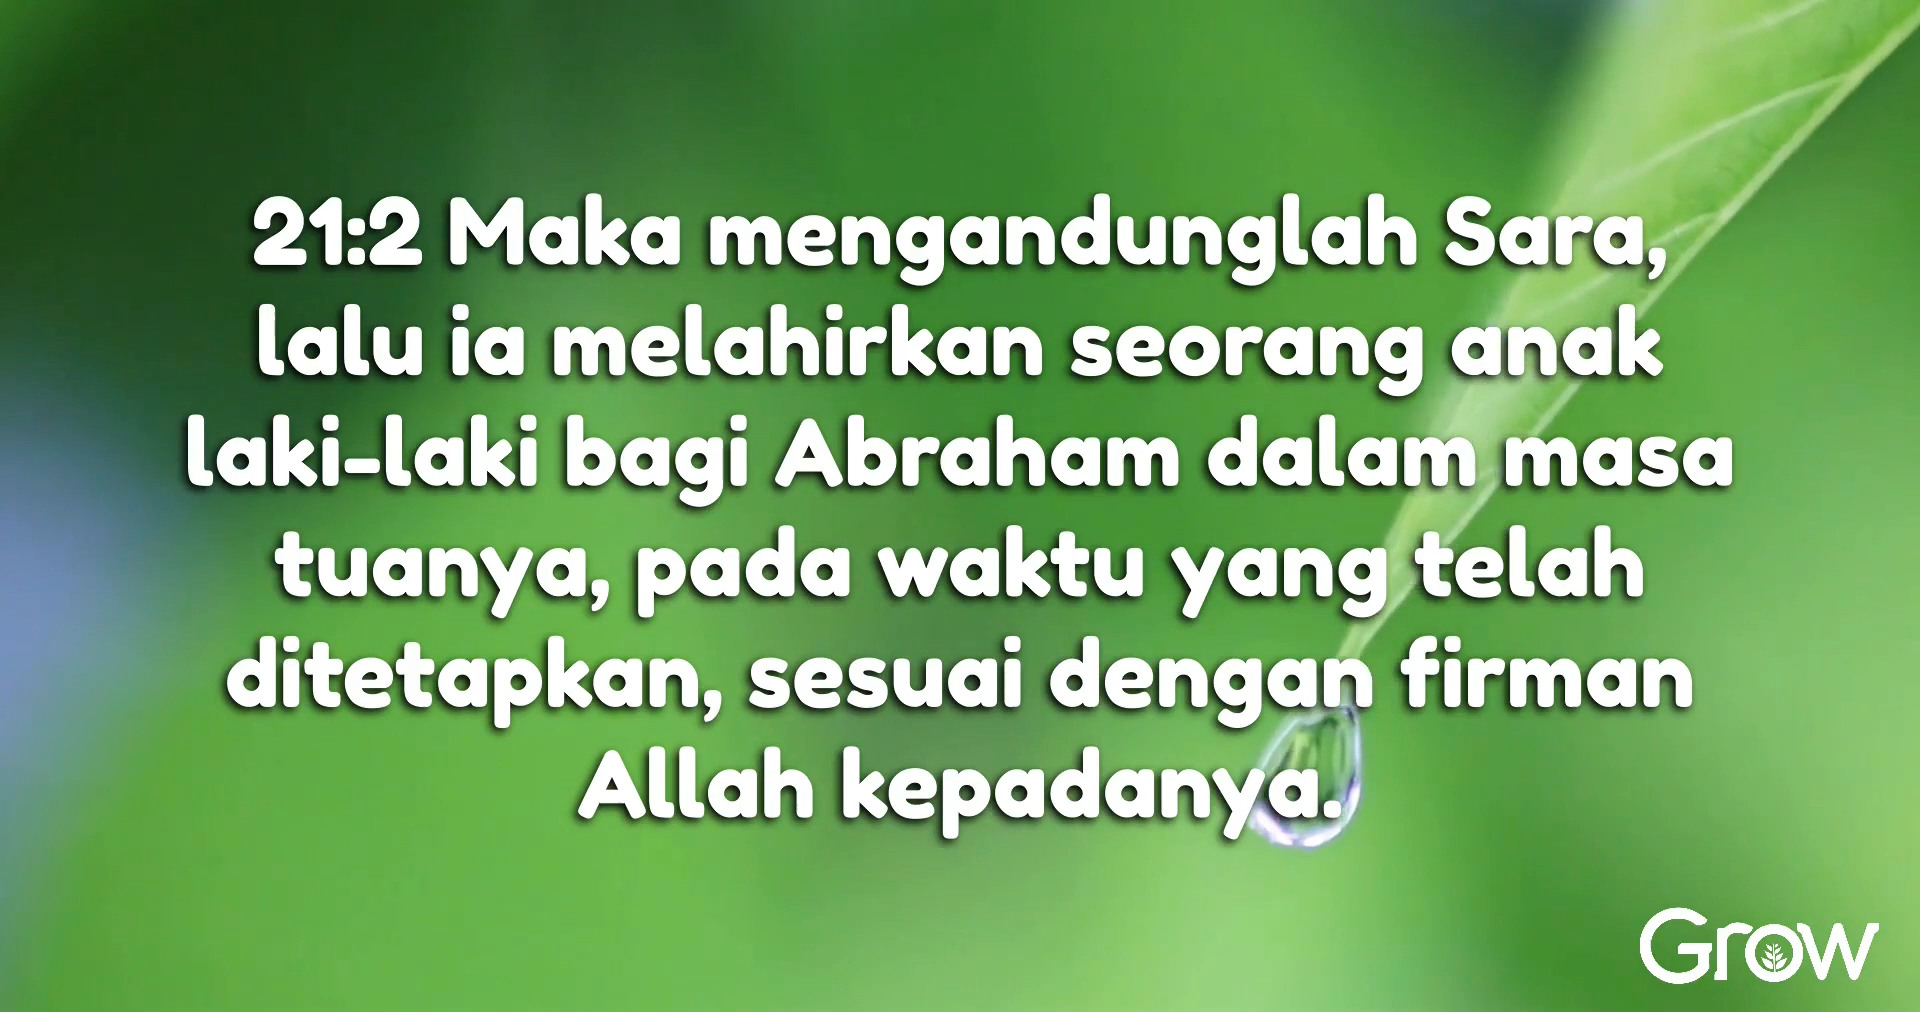 21:2 Maka mengandunglah Sara,
lalu ia melahirkan seorang anak
laki-laki bagi Abraham dalam masa
tuanya, pada waktu yang telah
ditetapkan, sesuai dengan firman
Allah kepadanya.
Grow